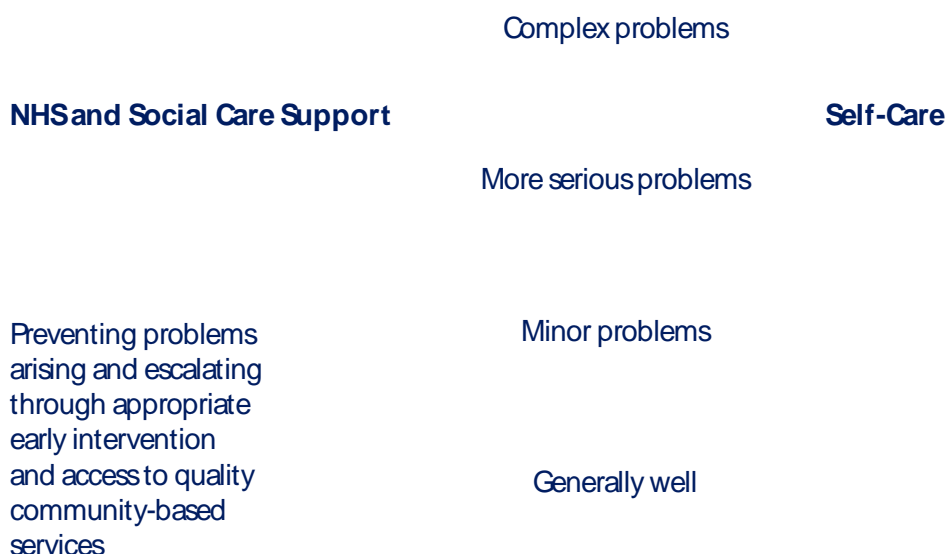 Complex problems
NHS and Social Care Support
Self-Care
More serious problems
Minor problems
Preventing problems
arising and escalating
through appropriate
early intervention
and access to quality
community-based
services
Generally well